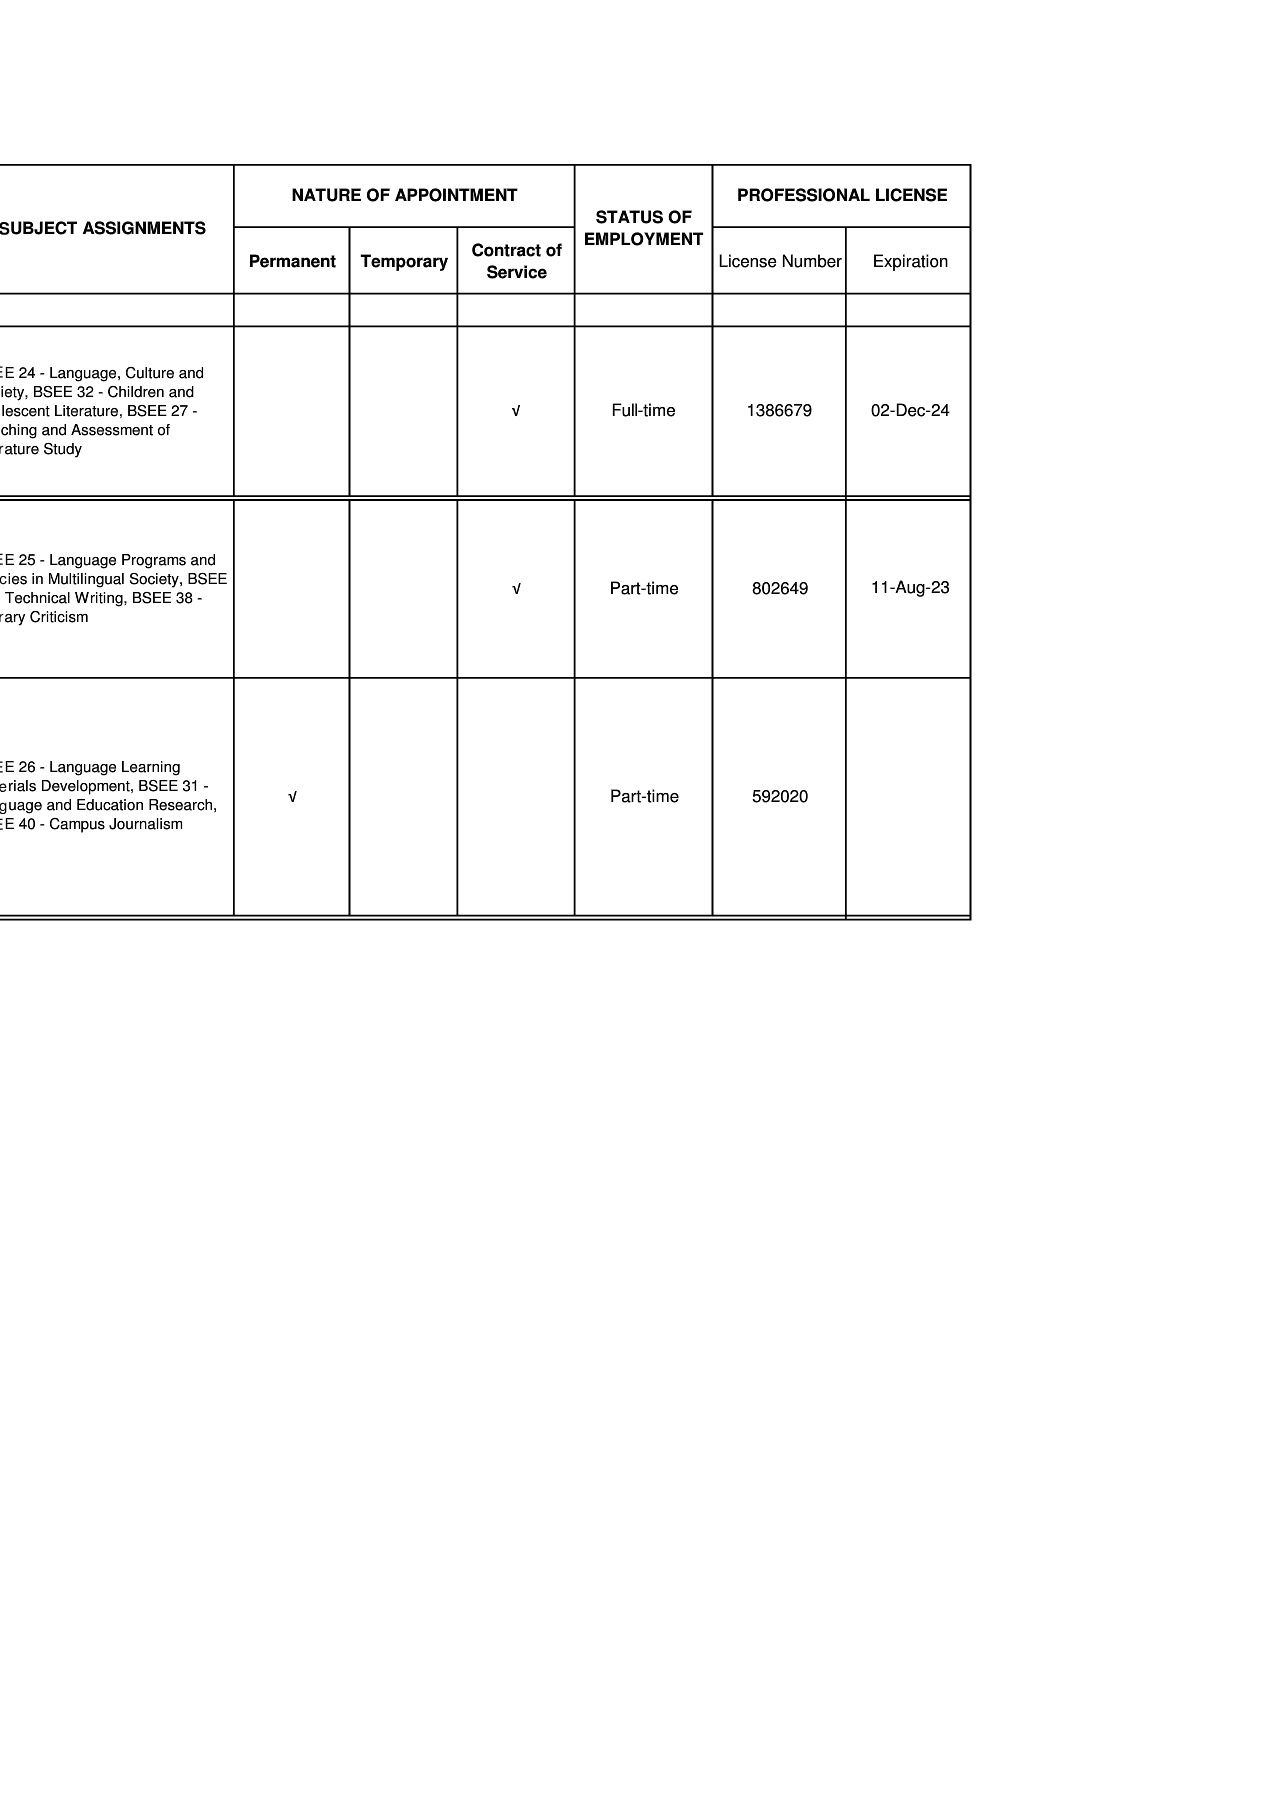 NATURE OF APPOINTMENT
PROFESSIONAL LICENSE
SUBJECT ASSIGNMENTS
STATUS OF
EMPLOYMENT
Permanent
Temporary
Contract of
Service
License Number
Expiration
EE 24 - Language, Culture and
iety, BSEE 32 - Children and
lescent Literature, BSEE 27 -
ching and Assessment of
rature Study
√
Full-time
1386679
02-Dec-24
EE 25 - Language Programs and
cies in Multilingual Society, BSEE
Technical Writing, BSEE 38 -
rary Criticism
√
Part-time
802649
11-Aug-23
EE 26 - Language Learning
erials Development, BSEE 31 -
guage and Education Research,
EE 40 - Campus Journalism
√
Part-time
592020